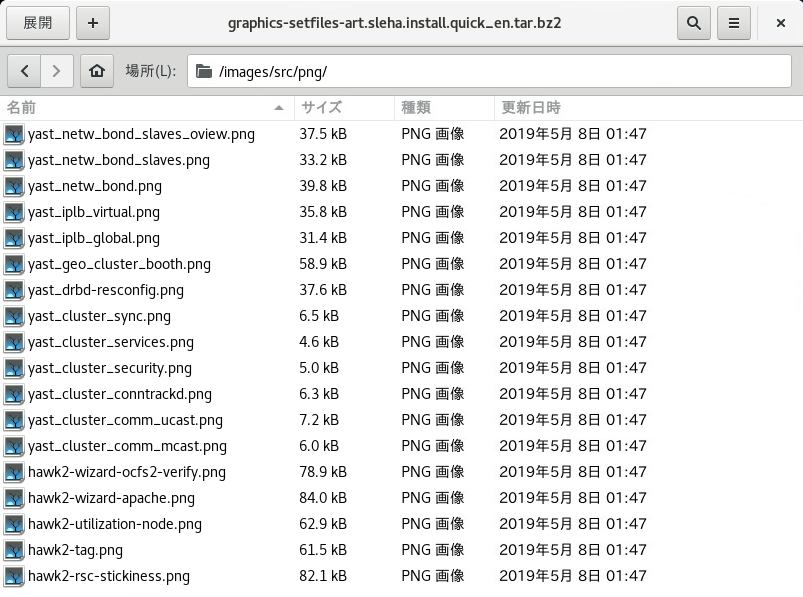 展開 + graphics-setfiles-art.sleha.install.quick_en.tar.bz2
場所(L): /images/src/png/
名前 サイズ 種類 更新日時
yast_netw_bond_slaves_oview.png 37.5 kB PNG 画像 2019年5月 8日 01:47
yast_netw_bond_slaves.png 33.2 kB PNG 画像 2019年5月 8日 01:47
yast_netw_bond.png 39.8 kB PNG 画像 2019年5月 8日 01:47
yast_iplb_virtual.png 35.8 kB PNG 画像 2019年5月 8日 01:47
yast_iplb_global.png 31.4 kB PNG 画像 2019年5月 8日 01:47
yast_geo_cluster_booth.png 58.9 kB PNG 画像 2019年5月 8日 01:47
yast_drbd-resconfig.png 37.6 kB PNG 画像 2019年5月 8日 01:47
yast_cluster_sync.png 6.5 kB PNG 画像 2019年5月 8日 01:47
yast_cluster_services.png 4.6 kB PNG 画像 2019年5月 8日 01:47
yast_cluster_security.png 5.0 kB PNG 画像 2019年5月 8日 01:47
yast_cluster_conntrackd.png 6.3 kB PNG 画像 2019年5月 8日 01:47
yast_cluster_comm_ucast.png 7.2 kB PNG 画像 2019年5月 8日 01:47
yast_cluster_comm_mcast.png 6.0 kB PNG 画像 2019年5月 8日 01:47
hawk2-wizard-ocfs2-verify.png 78.9 kB PNG 画像 2019年5月 8日 01:47
hawk2-wizard-apache.png 84.0 kB PNG 画像 2019年5月 8日 01:47
hawk2-utilization-node.png 62.9 kB PNG 画像 2019年5月 8日 01:47
hawk2-tag.png 61.5 kB PNG 画像 2019年5月 8日 01:47
hawk2-rsc-stickiness.png 82.1 kB PNG 画像 2019年5月 8日 01:47